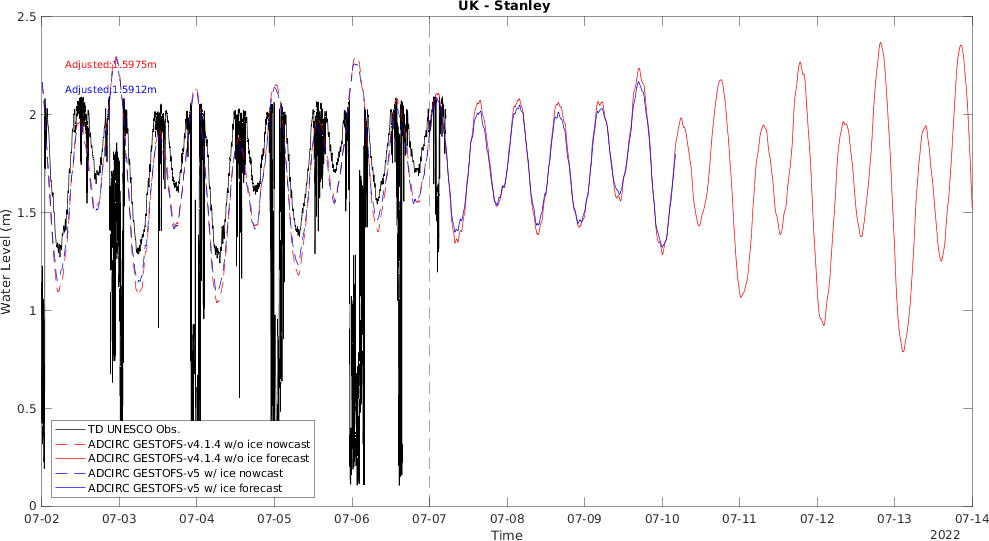 UK - Stanley
2.5
2
1.5
1
0.5
0
Water Level (m)
Adjusted:1.5975m
Adjusted:1.5912m
TD UNESCO Obs.
ADCIRC GESTOFS-v4.1.4 w/o ice nowcast
ADCIRC GESTOFS-v4.1.4 w/o ice forecast
ADCIRC GESTOFS-v5 w/ ice nowcast
ADCIRC GESTOFS-v5 w/ ice forecast
07-02 07-03 07-04 07-05 07-06 07-07 07-08 07-09 07-10 07-11 07-12 07-13 07-14
Time
2022